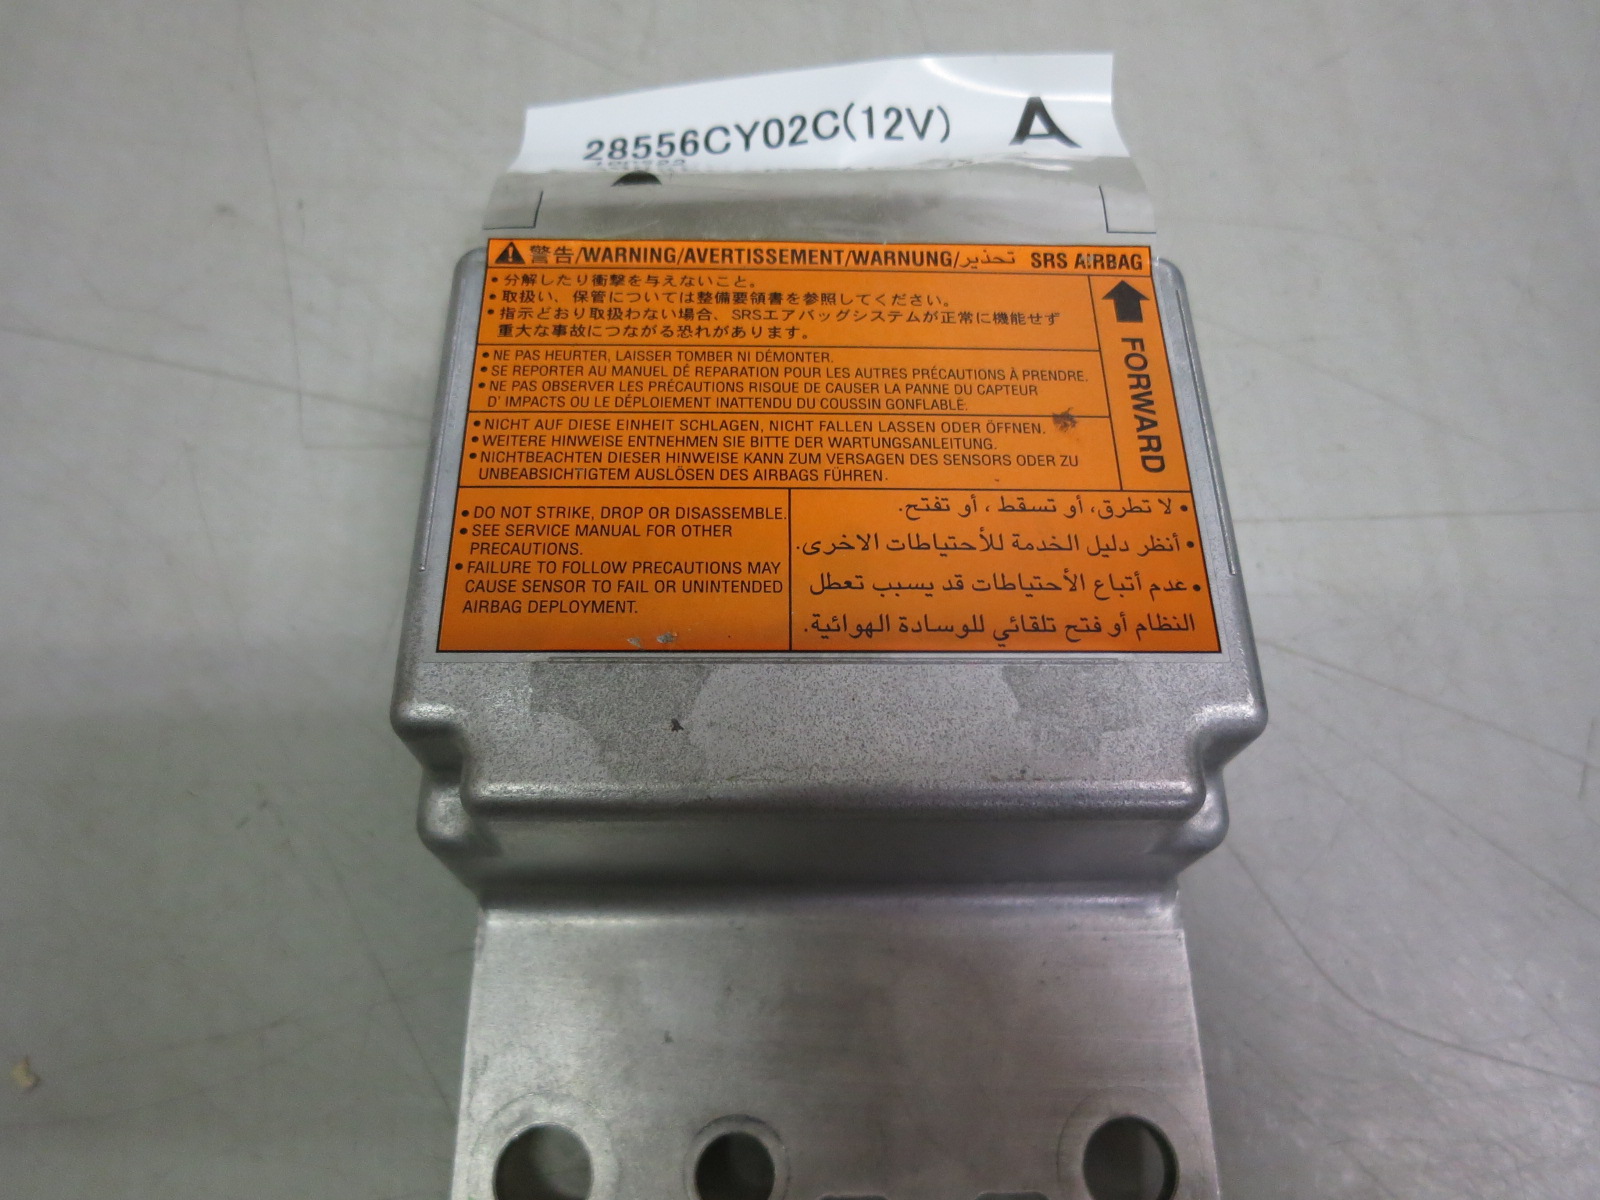 28556CY02C(12V) A
警告/WARNING/AVERTISSEMENT/WARNUNG/تحذير SRS AIRBAG
• 分解したり衝撃を与えないこと。
• 取扱い、保管については整備要領書を参照してください。
• 指示どおり取扱わない場合、SRSエアバッグシステムが正常に機能せず
重大な事故につながる恐れがあります。
FORWARD
• NE PAS HEURTER, LAISSER TOMBER NI DÉMONTER.
• SE REPORTER AU MANUEL DÉ REPARATION POUR LES AUTRES PRÉCAUTIONS À PRENDRE.
• NE PAS OBSERVER LES PRÉCAUTIONS RISQUE DE CAUSER LA PANNE DU CAPTEUR
D' IMPACTS OU LE DÉPLOIEMENT INATTENDU DU COUSSIN GONFLABLE.
• NICHT AUF DIESE EINHEIT SCHLAGEN, NICHT FALLEN LASSEN ODER ÖFFNEN.
• WEITERE HINWEISE ENTNEHMEN SIE BITTE DER WARTUNGSANLEITUNG.
• NICHTBEACHTEN DIESER HINWEISE KANN ZUM VERSAGEN DES SENSORS ODER ZU
UNBEABSICHTIGTEM AUSLÖSEN DES AIRBAGS FÜHREN.
• DO NOT STRIKE, DROP OR DISASSEMBLE.
• SEE SERVICE MANUAL FOR OTHER
PRECAUTIONS.
• FAILURE TO FOLLOW PRECAUTIONS MAY
CAUSE SENSOR TO FAIL OR UNINTENDED
AIRBAG DEPLOYMENT.
• لا تطرق، أو تسقط ، أو تفتح.
• أنظر دليل الخدمة للأحتياطات الاخرى.
• عدم أتباع الأحتياطات قد يسبب تعطل
النظام أو فتح تلقائي للوسادة الهوائية.